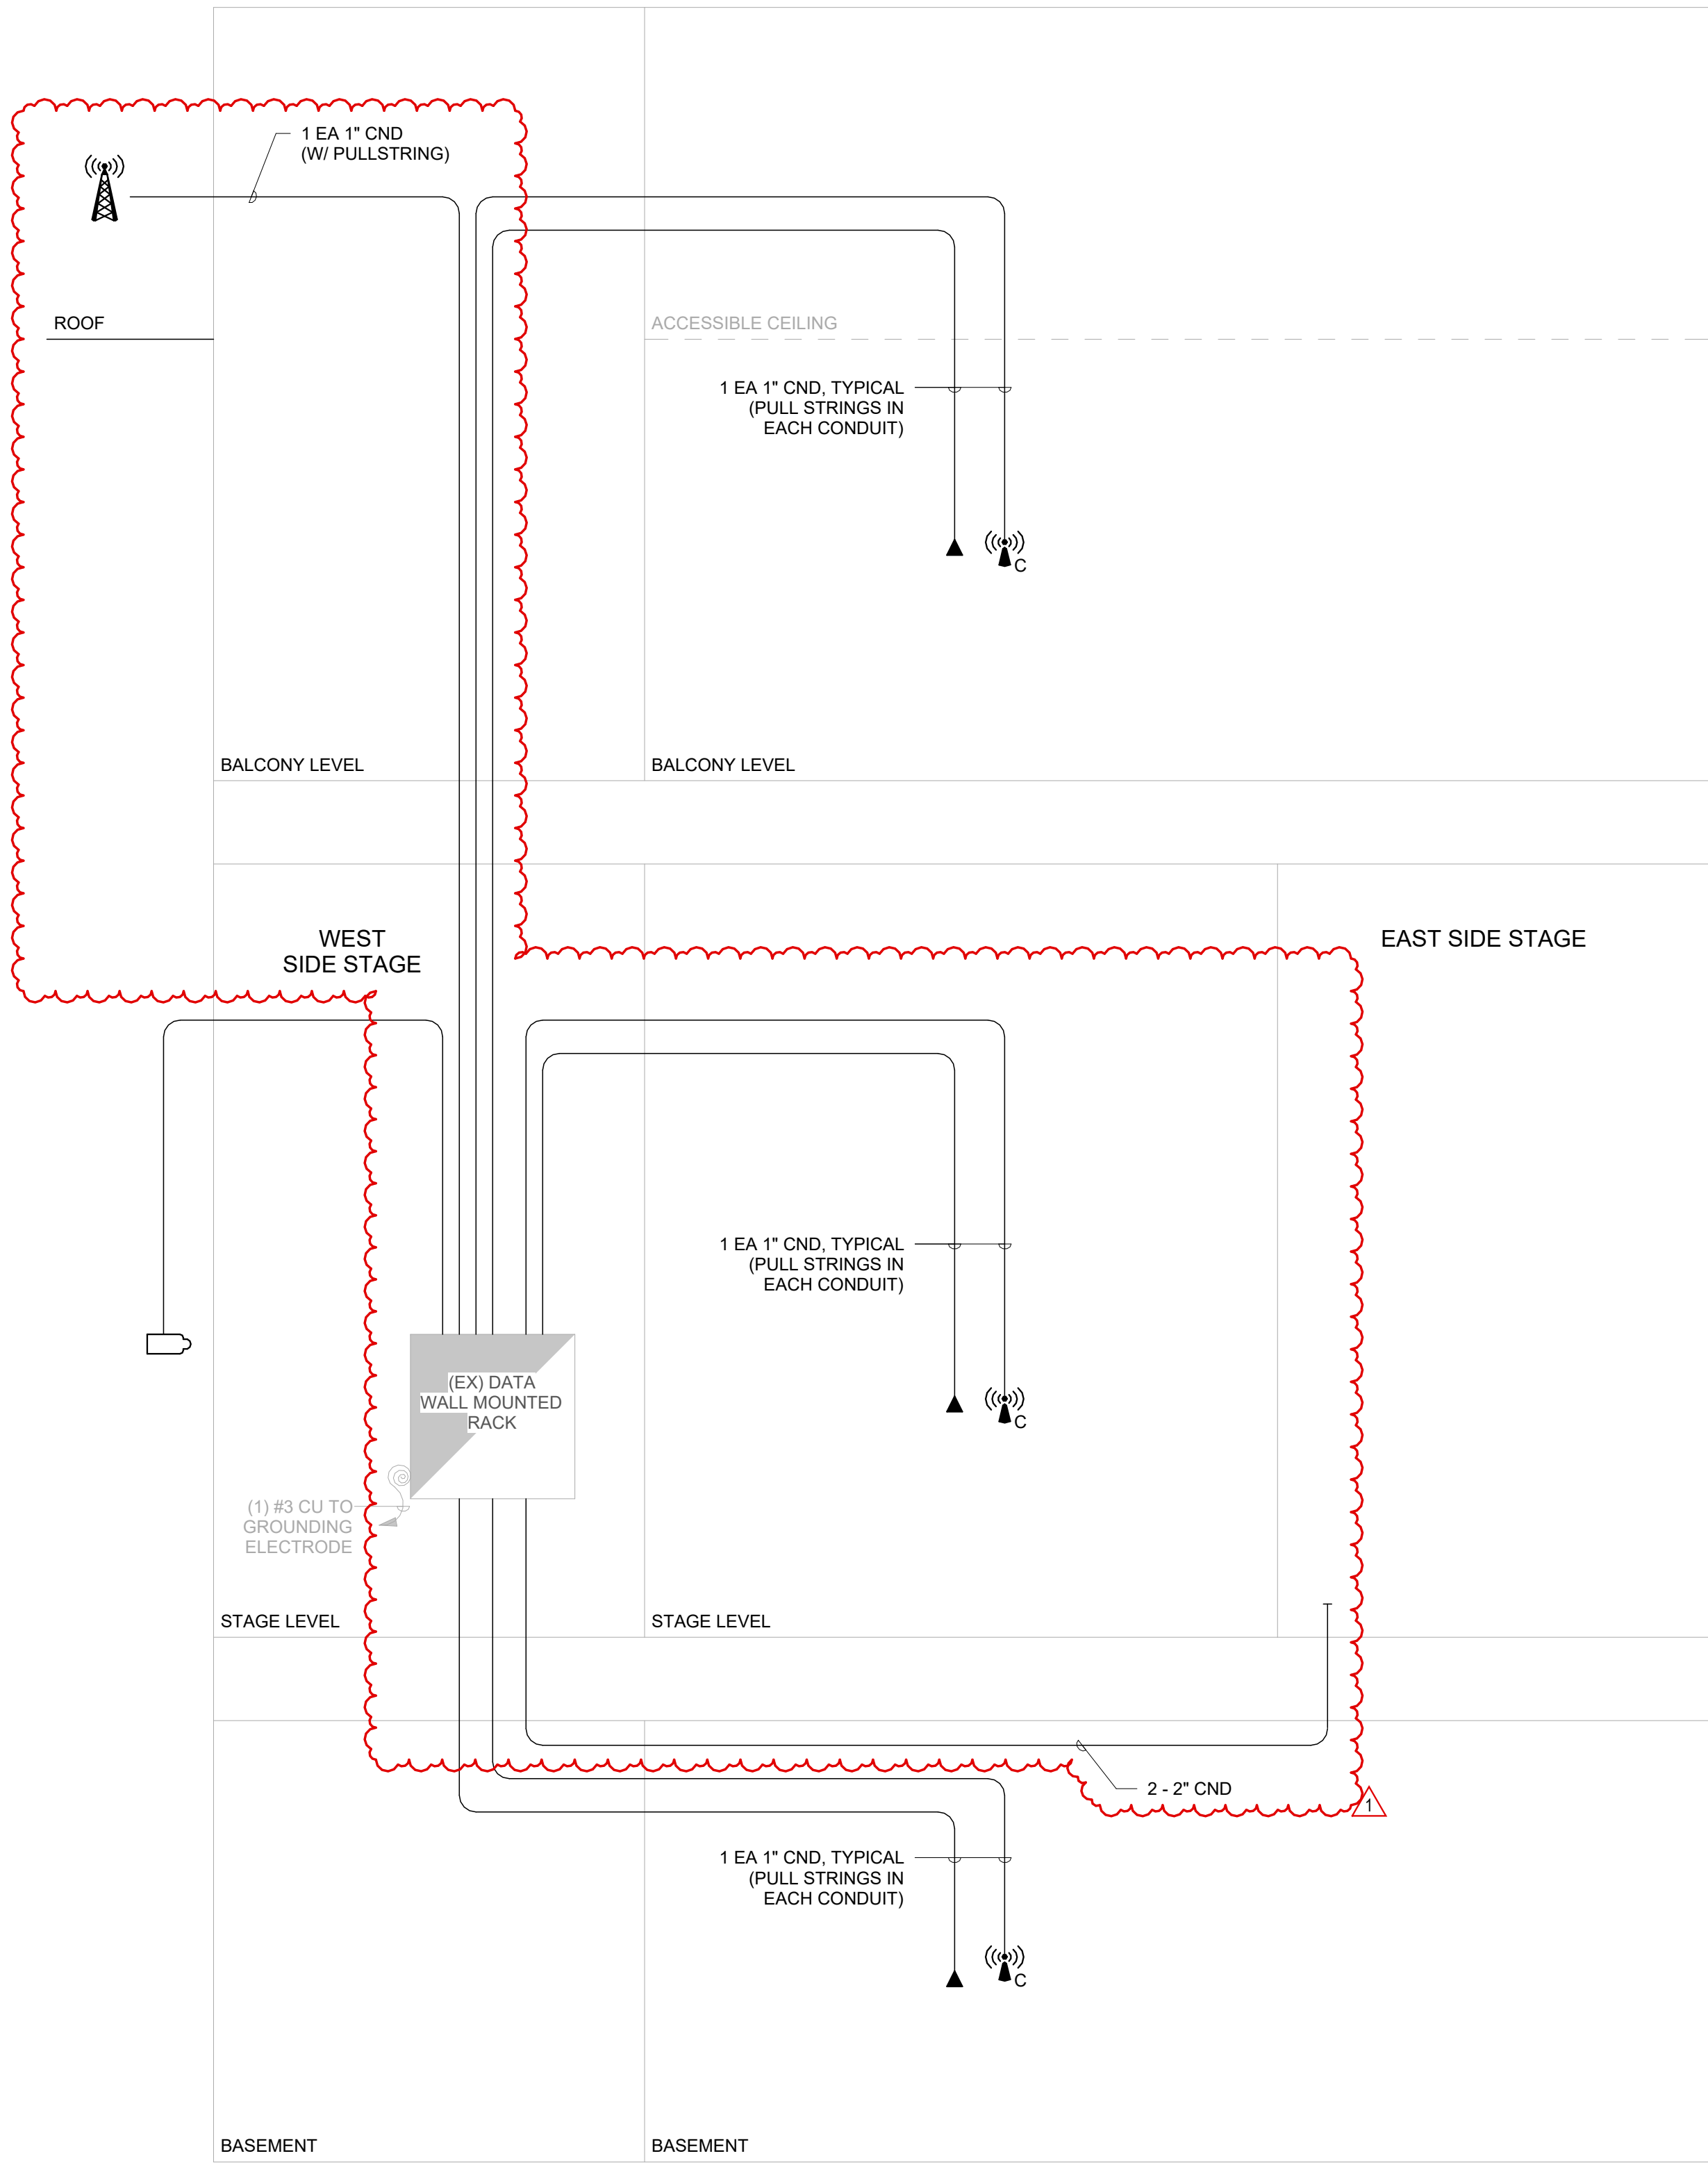 1 EA 1" CND
(W/ PULLSTRING)
ROOF
ACCESSIBLE CEILING
1 EA 1" CND, TYPICAL
(PULL STRINGS IN
EACH CONDUIT)
C
BALCONY LEVEL
BALCONY LEVEL
WEST
SIDE STAGE
EAST SIDE STAGE
1 EA 1" CND, TYPICAL
(PULL STRINGS IN
EACH CONDUIT)
(EX) DATA
WALL MOUNTED
RACK
C
(1) #3 CU TO
GROUNDING
ELECTRODE
STAGE LEVEL
STAGE LEVEL
2 - 2" CND
1
1 EA 1" CND, TYPICAL
(PULL STRINGS IN
EACH CONDUIT)
C
BASEMENT
BASEMENT